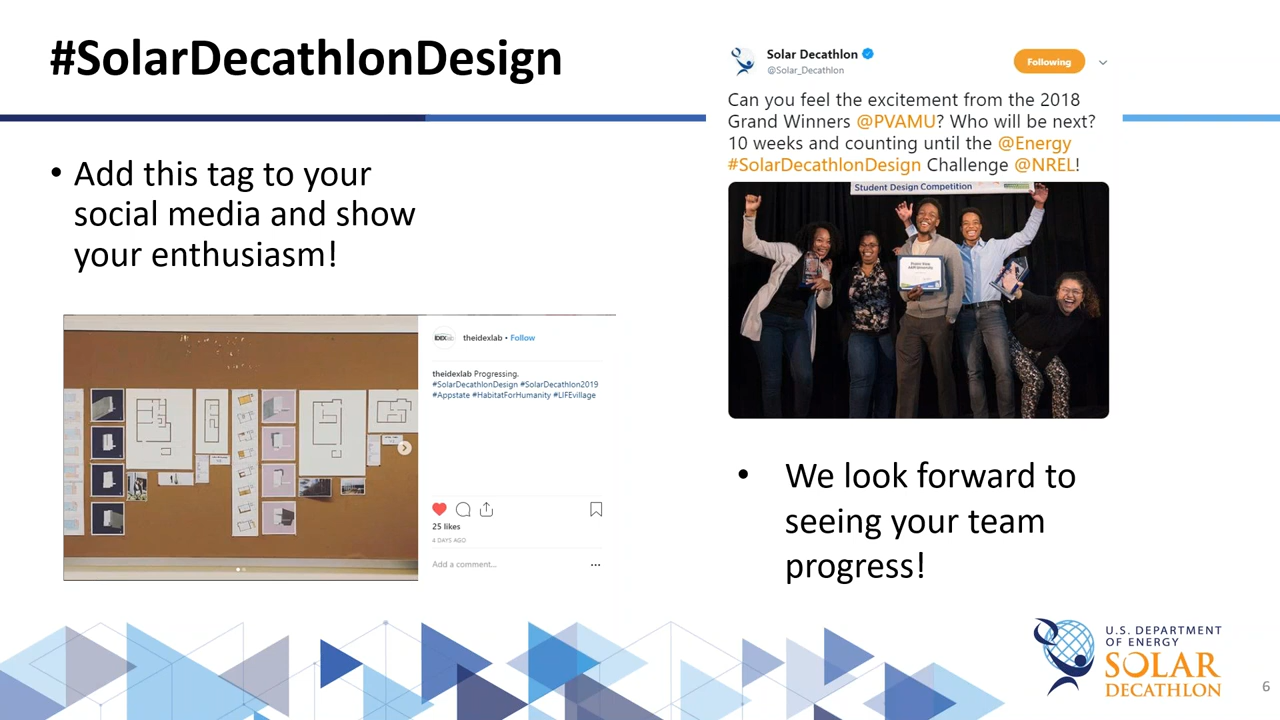 #SolarDecathlonDesign
• Add this tag to your
social media and show
your enthusiasm!
theidexlab • Follow
theidexlab Progressing.
#SolarDecathlonDesign #SolarDecathlon2019
#Appstate #HabitatForHumanity #LIFEvillage
25 likes
4 DAYS AGO
Add a comment...
Solar Decathlon
@Solar_Decathlon
Following
Can you feel the excitement from the 2018
Grand Winners @PVAMU? Who will be next?
10 weeks and counting until the @Energy
#SolarDecathlonDesign Challenge @NREL!
Student Design Competition
• We look forward to
seeing your team
progress!
U.S. DEPARTMENT
OF ENERGY
SOLAR
DECATHLON
6